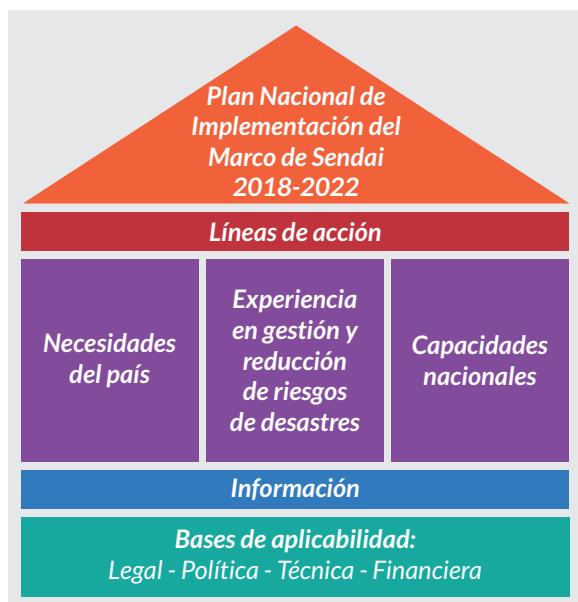 Plan Nacional de
Implementación del
Marco de Sendai
2018-2022
Líneas de acción
Necesidades
del país
Experiencia
en gestión y
reducción
de riesgos
de desastres
Capacidades
nacionales
Información
Bases de aplicabilidad:
Legal - Política - Técnica - Financiera